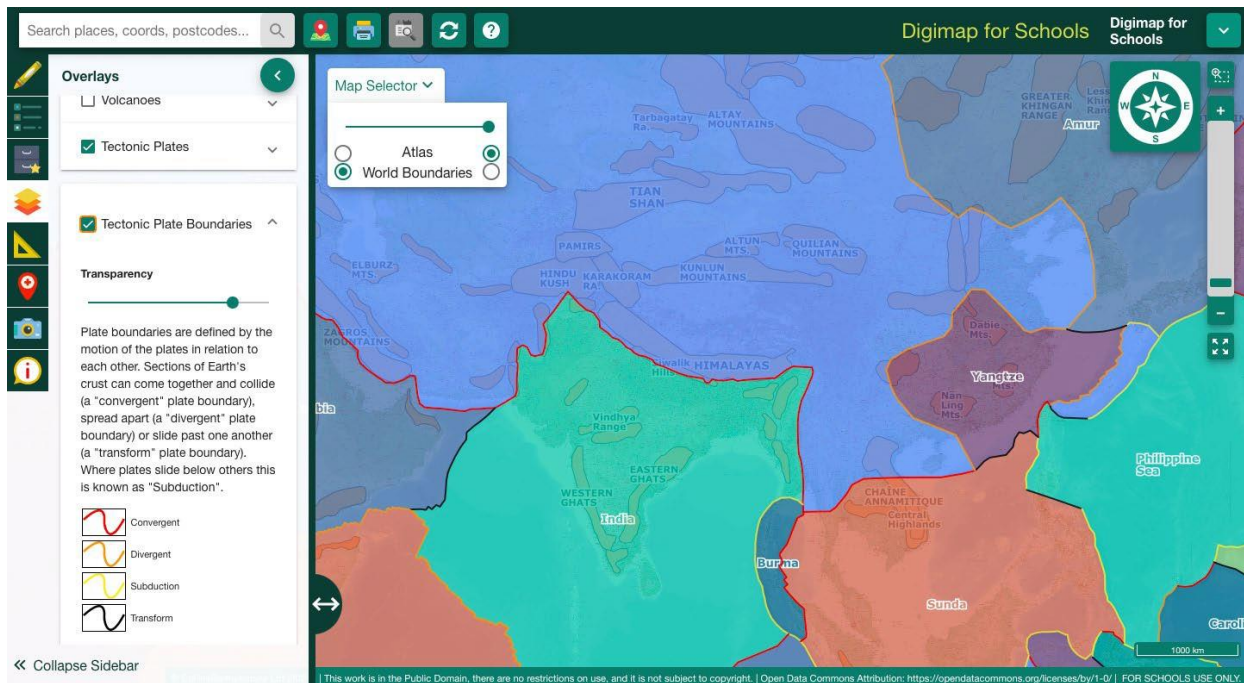 Search places, coords, postcodes...
Digimap for Schools
Digimap for
Schools
Overlays
Volcanoes
Tectonic Plates
Tectonic Plate Boundaries
Transparency
Plate boundaries are defined by the
motion of the plates in relation to
each other. Sections of Earth's
crust can come together and collide
(a "convergent" plate boundary),
spread apart (a "divergent" plate
boundary) or slide past one another
(a "transform" plate boundary).
Where plates slide below others this
is known as "Subduction".
Convergent
Divergent
Subduction
Transform
Collapse Sidebar
Map Selector
Atlas
World Boundaries
N
W
E
S
Tarbagatay
Ra.
ALTAY
MOUNTAINS
GREATER
KHINGAN
RANGE
Amur
TIAN
SHAN
PAMIRS
ALTUN
MTS.
QUILIAN
MOUNTAINS
ELBURZ
MTS.
HINDU
KUSH
KARAKORAM
RA.
KUNLUN
MOUNTAINS
ZAGROS
MOUNTAINS
Siwalik
Hills
HIMALAYAS
Dabie
Mts.
Yangtze
Mts.
Nan
Ling
Mts.
bia
Vindhya
Range
EASTERN
GHATS
WESTERN
GHATS
India
Philippine
Sea
CHAÎNE
ANNAMITIQUE
Central
Highlands
Burma
Sunda
Caroli
1000 km
| This work is in the Public Domain, there are no restrictions on use, and it is not subject to copyright. | Open Data Commons Attribution: https://opendatacommons.org/licenses/by/1-0/ | FOR SCHOOLS USE ONLY.